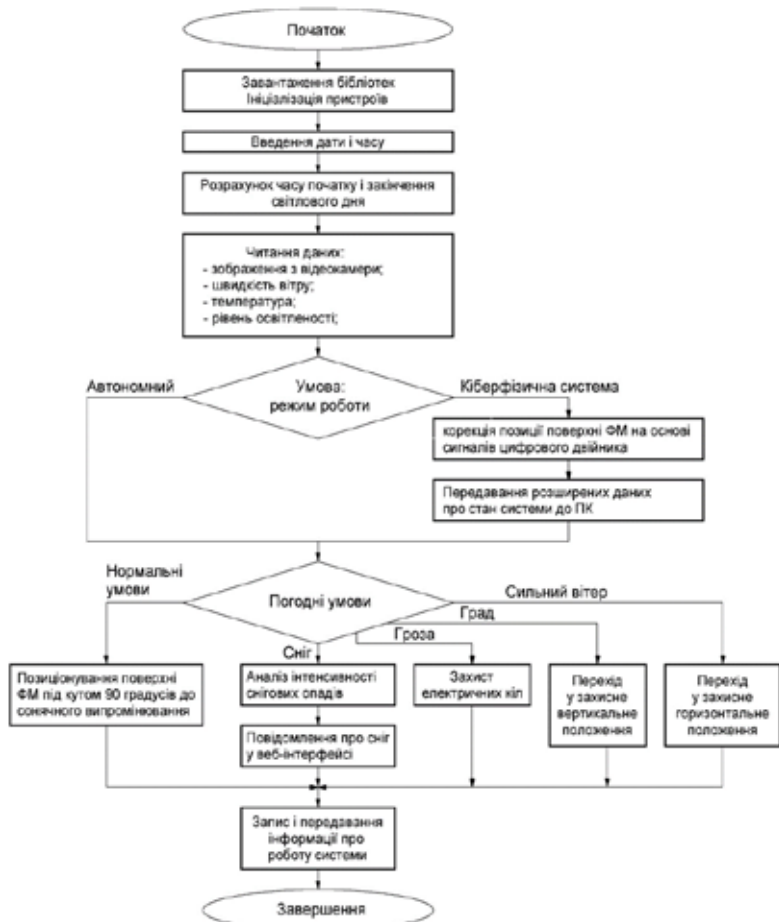 Початок
Завантаження бібліотек
Ініціалізація пристроїв
Введення дати і часу
Розрахунок часу початку і закінчення
світлового дня
Читання даних:
- зображення з відеокамери;
- швидкість вітру;
- температура;
- рівень освітленості;
Автономний
Умова:
режим роботи
Кіберфізична система
корекція позиції поверхні ФМ на основі
сигналів цифрового двійника
Передавання розширених даних
про стан системи до ПК
Нормальні
умови
Погодні умови
Сильний вітер
Град
Гроза
Сніг
Позиціонування поверхні
ФМ під кутом 90 градусів до
сонячного випромінювання
Аналіз інтенсивності
снігових опадів
Захист
електричних кіл
Перехід
у захисне
вертикальне
положення
Перехід
у захисне
горизонтальне
положення
Повідомлення про сніг
у веб-інтерфейсі
Запис і передавання
інформації про
роботу системи
Завершення